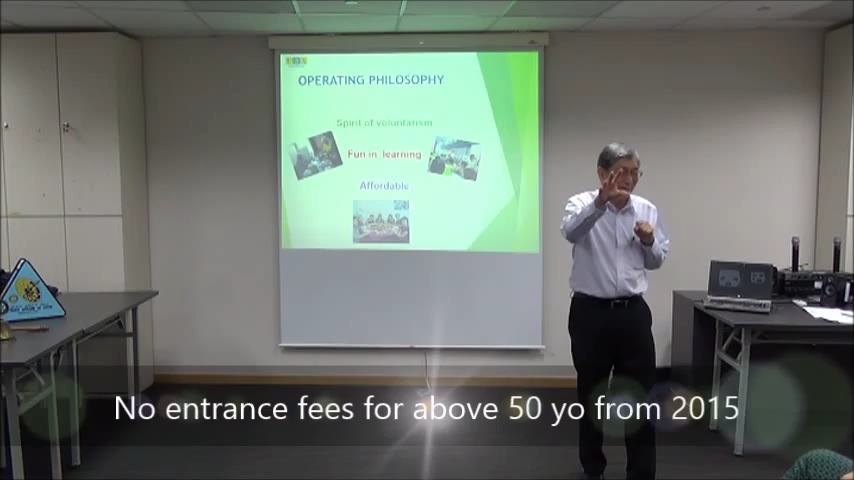 OPERATING PHILOSOPHY
Spirit of voluntarism
Fun in learning
Affordable
No entrance fees for above 50 yo from 2015